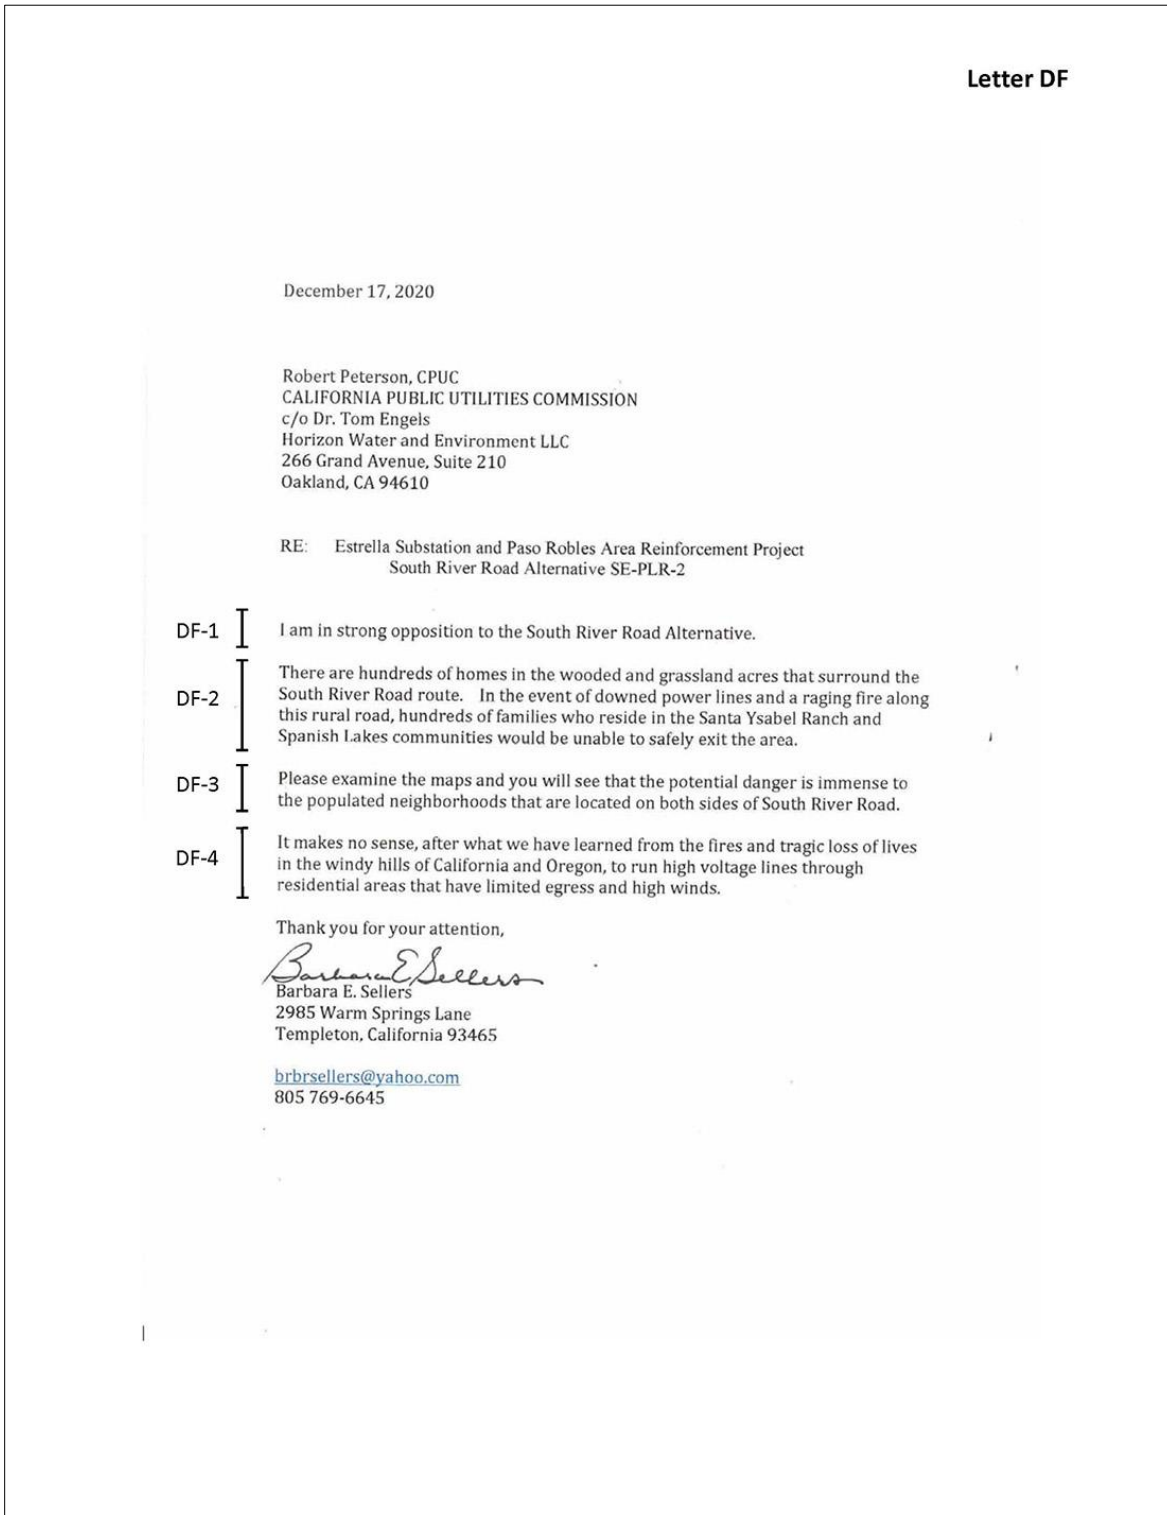 Letter DF
December 17, 2020
Robert Peterson, CPUC
CALIFORNIA PUBLIC UTILITIES COMMISSION
c/o Dr. Tom Engels
Horizon Water and Environment LLC
266 Grand Avenue, Suite 210
Oakland, CA 94610
RE: Estrella Substation and Paso Robles Area Reinforcement Project
South River Road Alternative SE-PLR-2
DF-1 I am in strong opposition to the South River Road Alternative.
There are hundreds of homes in the wooded and grassland acres that surround the
DF-2 South River Road route. In the event of downed power lines and a raging fire along
this rural road, hundreds of families who reside in the Santa Ysabel Ranch and
Spanish Lakes communities would be unable to safely exit the area.
DF-3 Please examine the maps and you will see that the potential danger is immense to
the populated neighborhoods that are located on both sides of South River Road.
It makes no sense, after what we have learned from the fires and tragic loss of lives
DF-4 in the windy hills of California and Oregon, to run high voltage lines through
residential areas that have limited egress and high winds.
Thank you for your attention,
Barbara E Sellers
Barbara E. Sellers
2985 Warm Springs Lane
Templeton, California 93465
brbrsellers@yahoo.com
805 769-6645